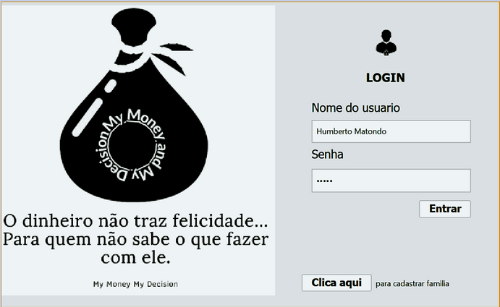 My Money and My Decision
O dinheiro não traz felicidade...
Para quem não sabe o que fazer
com ele.
My Money My Decision
LOGIN
Nome do usuario
Humberto Matondo
Senha
•••••
Entrar
Clica aqui para cadastrar familia